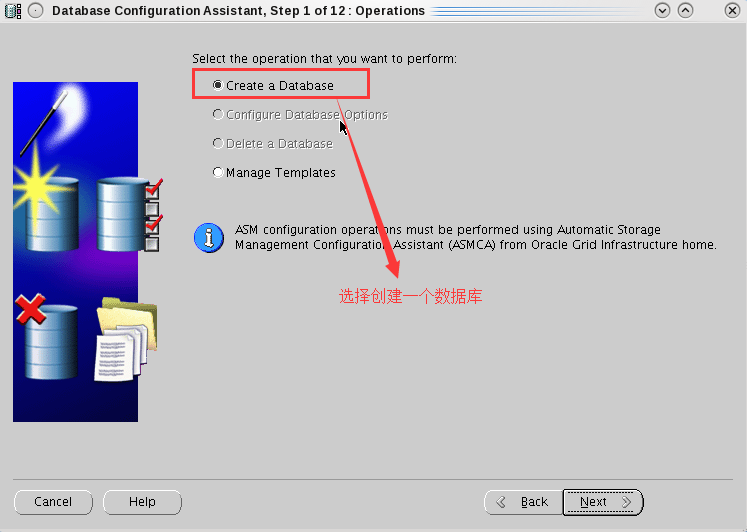 Database Configuration Assistant, Step 1 of 12 : Operations
Select the operation that you want to perform:
Create a Database
Configure Database Options
Delete a Database
Manage Templates
ASM configuration operations must be performed using Automatic Storage
Management Configuration Assistant (ASMCA) from Oracle Grid Infrastructure home.
选择创建一个数据库
Cancel
Help
Back
Next